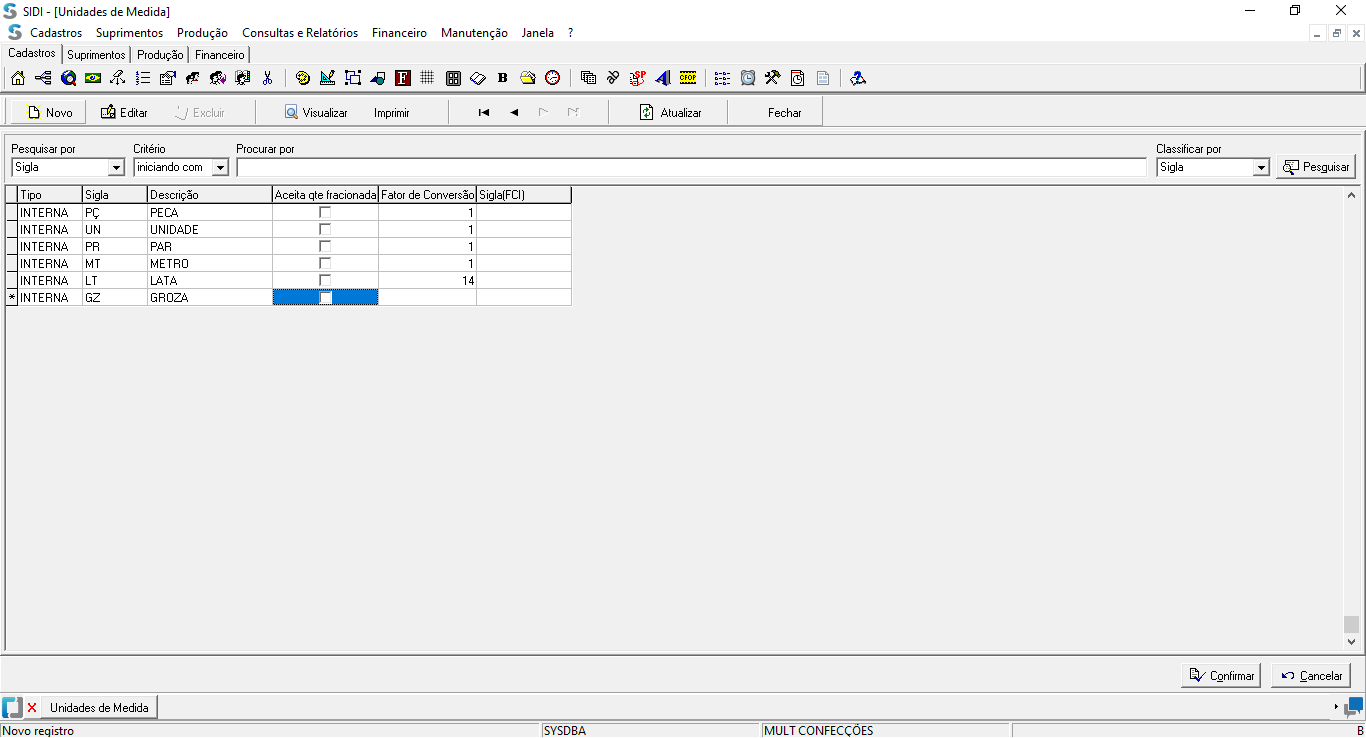 SIDI - [Unidades de Medida]
Cadastros Suprimentos Produção Consultas e Relatórios Financeiro Manutenção Janela ?
Cadastros Suprimentos Produção Financeiro
F B SP CFOP
Novo Editar Excluir Visualizar Imprimir Atualizar Fechar
Pesquisar por Critério Procurar por Classificar por
Sigla iniciando com Sigla Pesquisar
Tipo Sigla Descrição Aceita qte fracionada Fator de Conversão Sigla(FCI)
INTERNA PÇ PECA 1
INTERNA UN UNIDADE 1
INTERNA PR PAR 1
INTERNA MT METRO 1
INTERNA LT LATA 14
* INTERNA GZ GROZA
Confirmar Cancelar
Unidades de Medida
Novo registro SYSDBA MULT CONFECÇÕES B